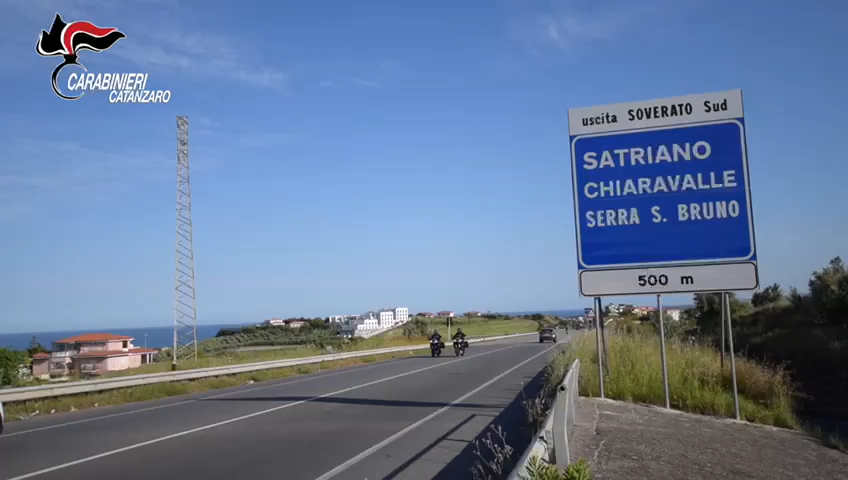 CARABINIERI
CATANZARO
uscita SOVERATO Sud
SATRIANO
CHIARAVALLE
SERRA S. BRUNO
500 m